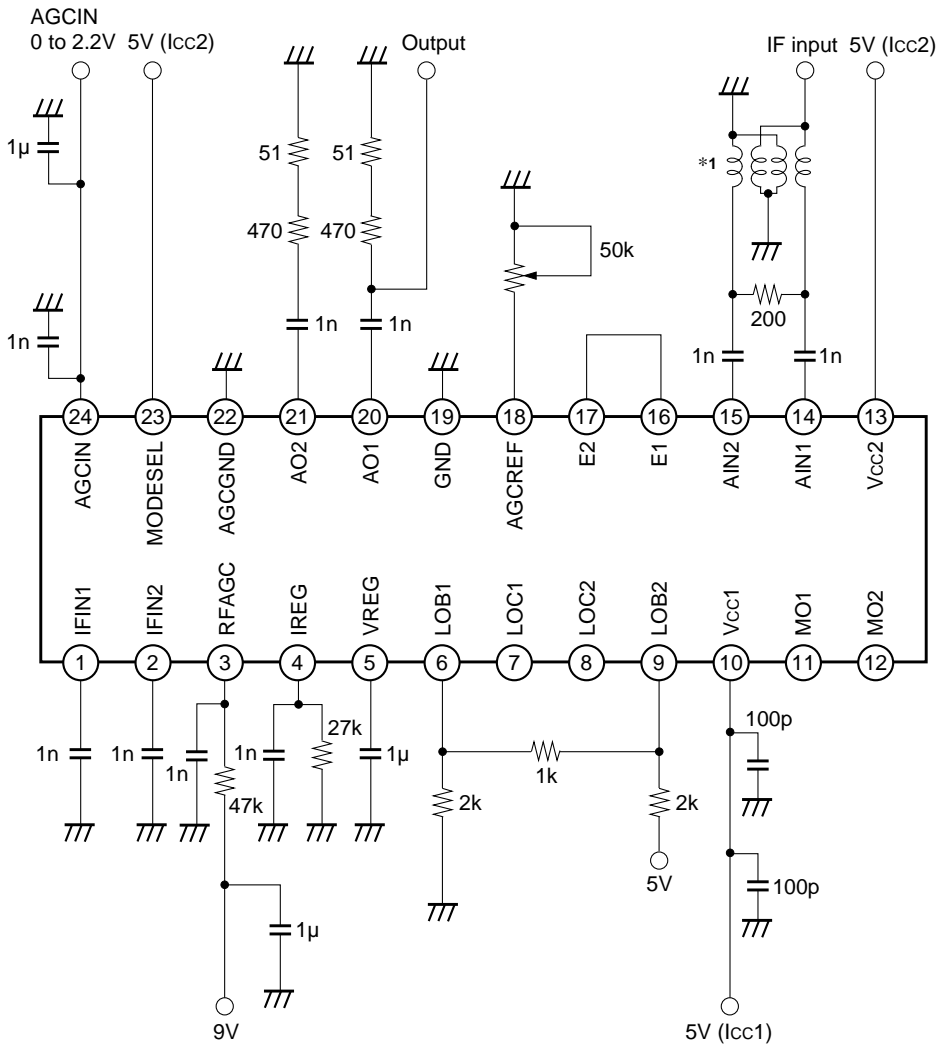 AGCIN
0 to 2.2V 5V (Icc2) Output IF input 5V (Icc2)
1μ 51 51 *1
470 470 50k
200
1n 1n 1n 1n 1n
24 23 22 21 20 19 18 17 16 15 14 13
AGCIN MODESEL AGCGND AO2 AO1 GND AGCREF E2 E1 AIN2 AIN1 Vcc2
IFIN1 IFIN2 RFAGC IREG VREG LOB1 LOC1 LOC2 LOB2 Vcc1 MO1 MO2
1 2 3 4 5 6 7 8 9 10 11 12
27k 100p
1n 1n 1n 1n 1μ 1k
47k 2k 2k
5V 100p
1μ
9V 5V (Icc1)